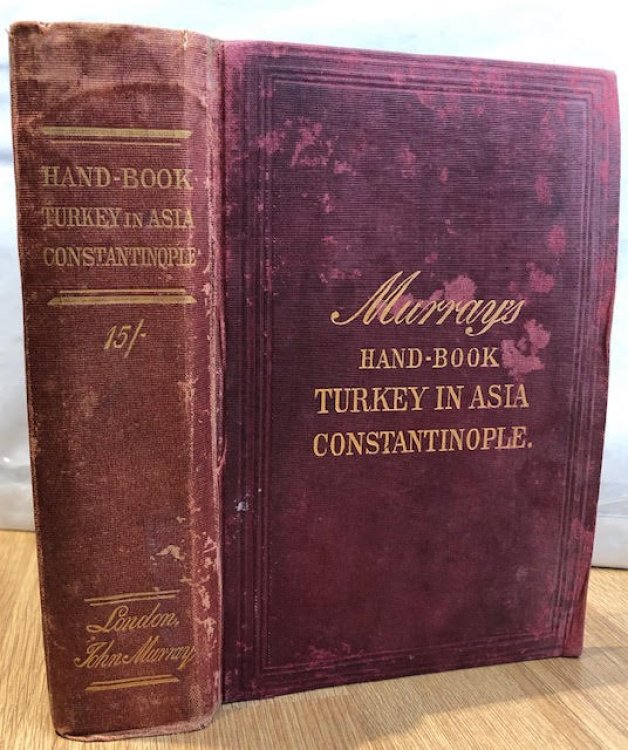 HAND-BOOK
TURKEY IN ASIA
CONSTANTINOPLE
15/-
London,
John Murray
Murray's
HAND-BOOK
TURKEY IN ASIA
CONSTANTINOPLE.